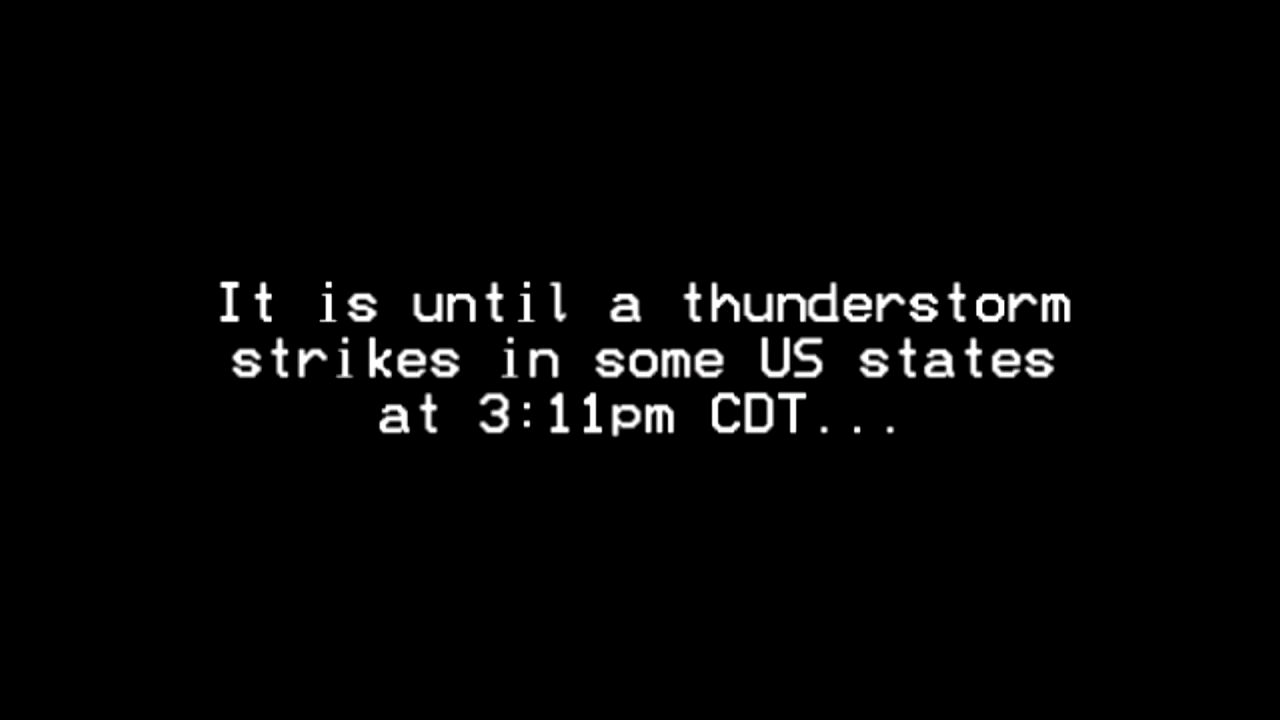 It is until a thunderstorm
strikes in some US states
at 3:11pm CDT...